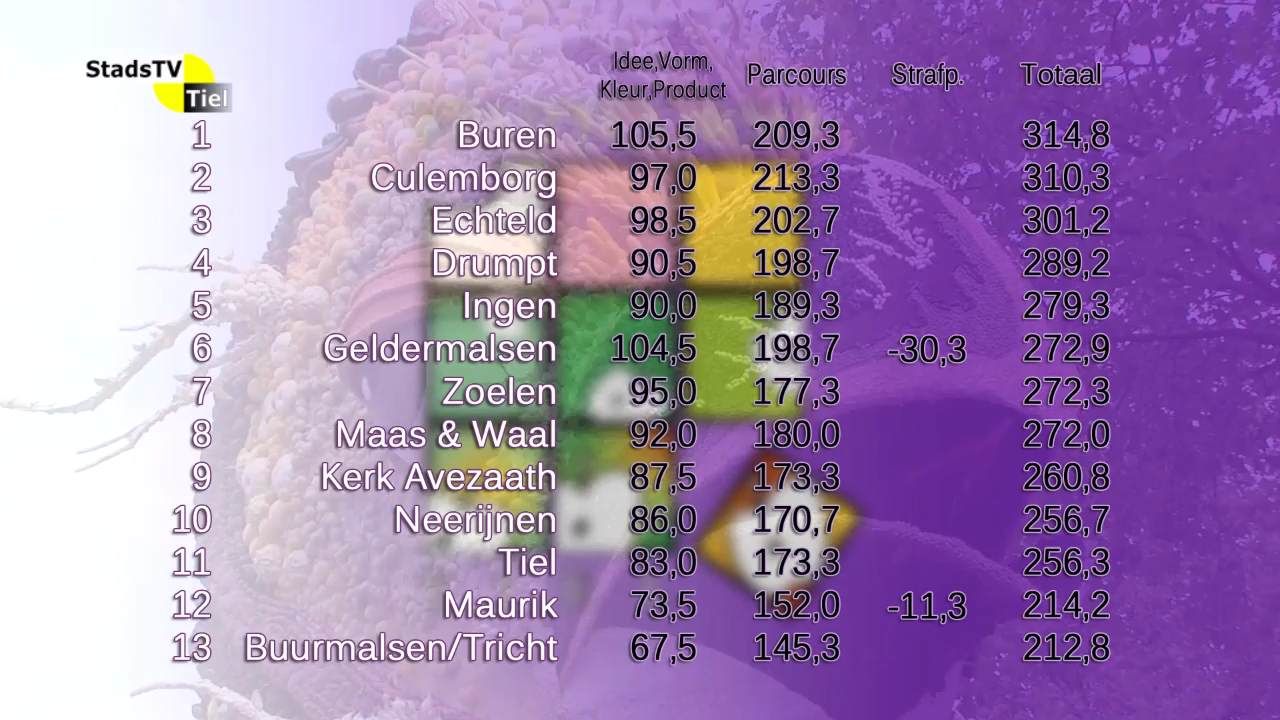 StadsTV
Tiel
Idee,Vorm,
Kleur,Product Parcours Strafp. Totaal
1 Buren 105,5 209,3 314,8
2 Culemborg 97,0 213,3 310,3
3 Echteld 98,5 202,7 301,2
4 Drumpt 90,5 198,7 289,2
5 Ingen 90,0 189,3 279,3
6 Geldermalsen 104,5 198,7 -30,3 272,9
7 Zoelen 95,0 177,3 272,3
8 Maas & Waal 92,0 180,0 272,0
9 Kerk Avezaath 87,5 173,3 260,8
10 Neerijnen 86,0 170,7 256,7
11 Tiel 83,0 173,3 256,3
12 Maurik 73,5 152,0 -11,3 214,2
13 Buurmalsen/Tricht 67,5 145,3 212,8